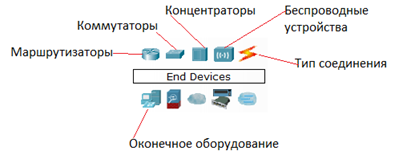 Концентраторы
Беспроводные
устройства
Коммутаторы
Маршрутизаторы
Тип соединения
End Devices
Оконечное оборудование